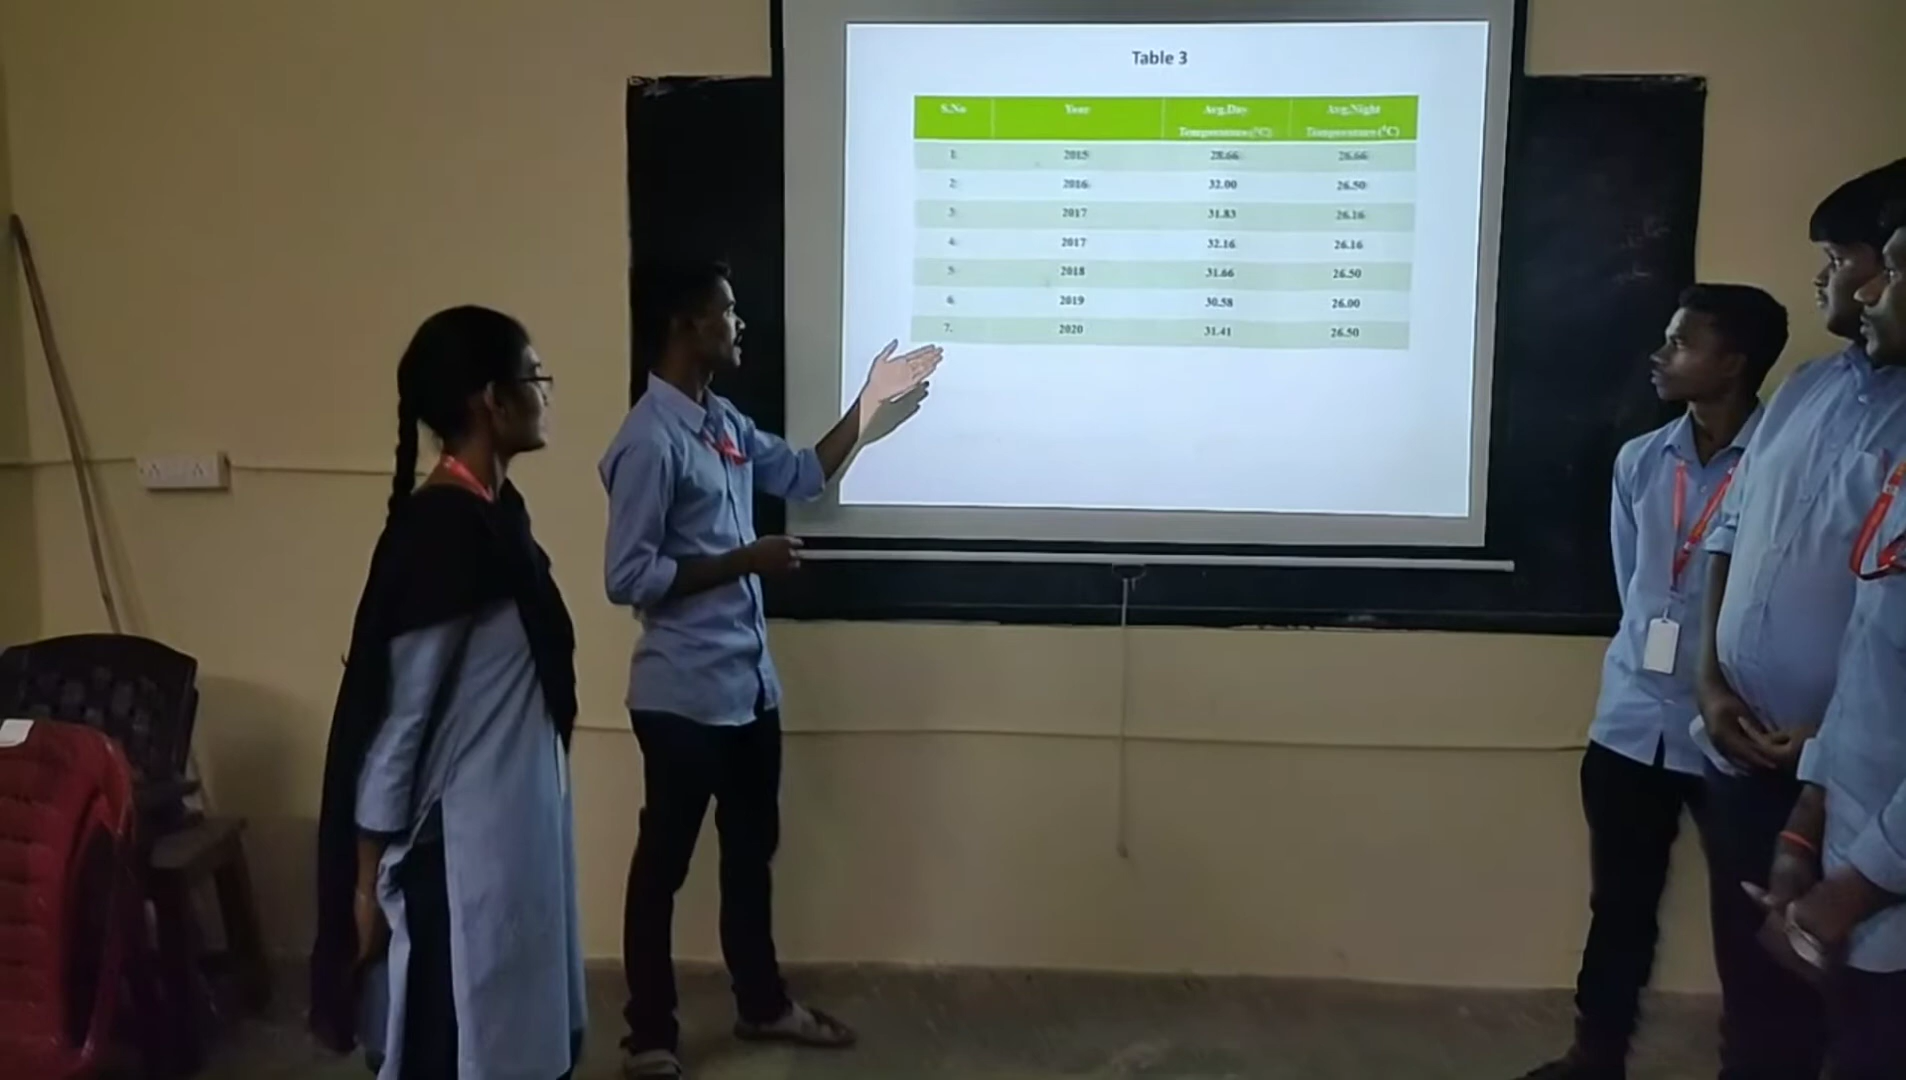 Table 3
S.No Year Avg.Day Temperature (°C) Avg.Night Temperature (°C)
1. 2015 28.66 26.66
2. 2016 32.00 26.50
3. 2017 31.83 26.16
4. 2017 32.16 26.16
5. 2018 31.66 26.50
6. 2019 30.58 26.00
7. 2020 31.41 26.50